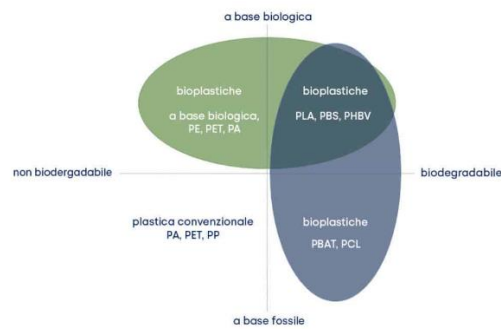 a base biologica
bioplastiche
a base biologica,
PE, PET, PA
bioplastiche
PLA, PBS, PHBV
non biodergadabile
biodegradabile
plastica convenzionale
PA, PET, PP
bioplastiche
PBAT, PCL
a base fossile